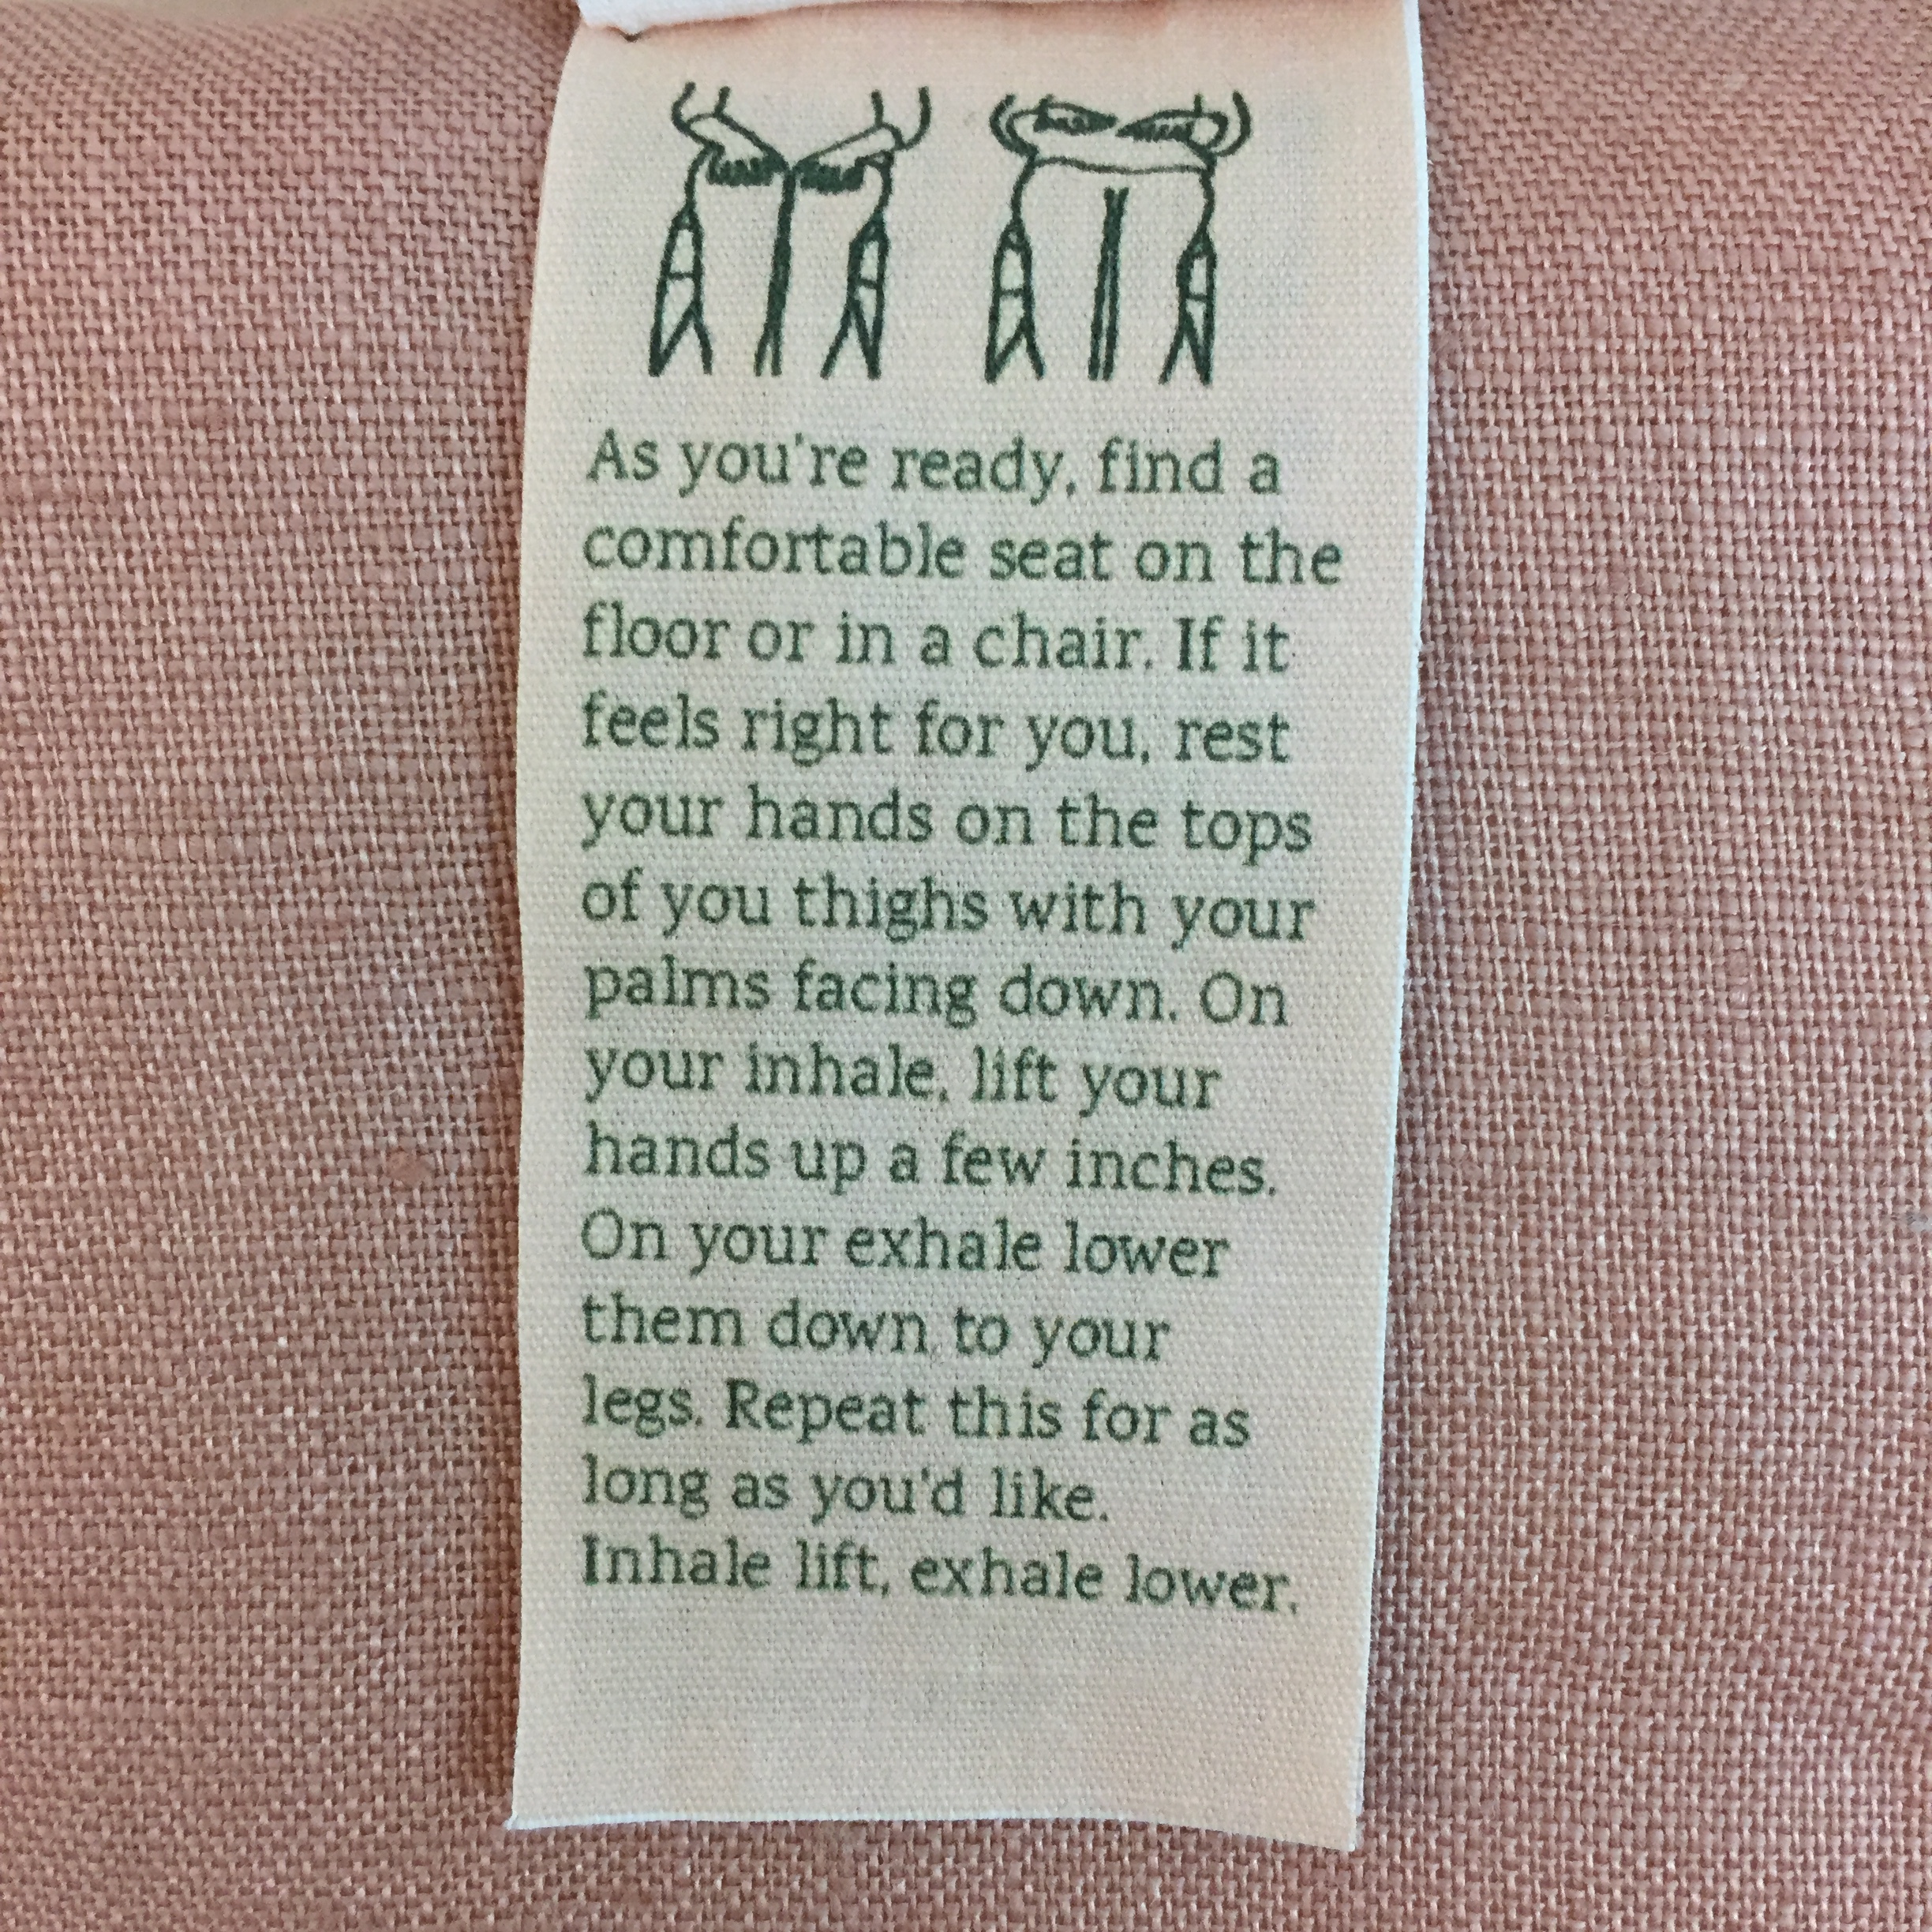 As you're ready, find a
comfortable seat on the
floor or in a chair. If it
feels right for you, rest
your hands on the tops
of you thighs with your
palms facing down. On
your inhale, lift your
hands up a few inches.
On your exhale lower
them down to your
legs. Repeat this for as
long as you'd like.
Inhale lift, exhale lower.